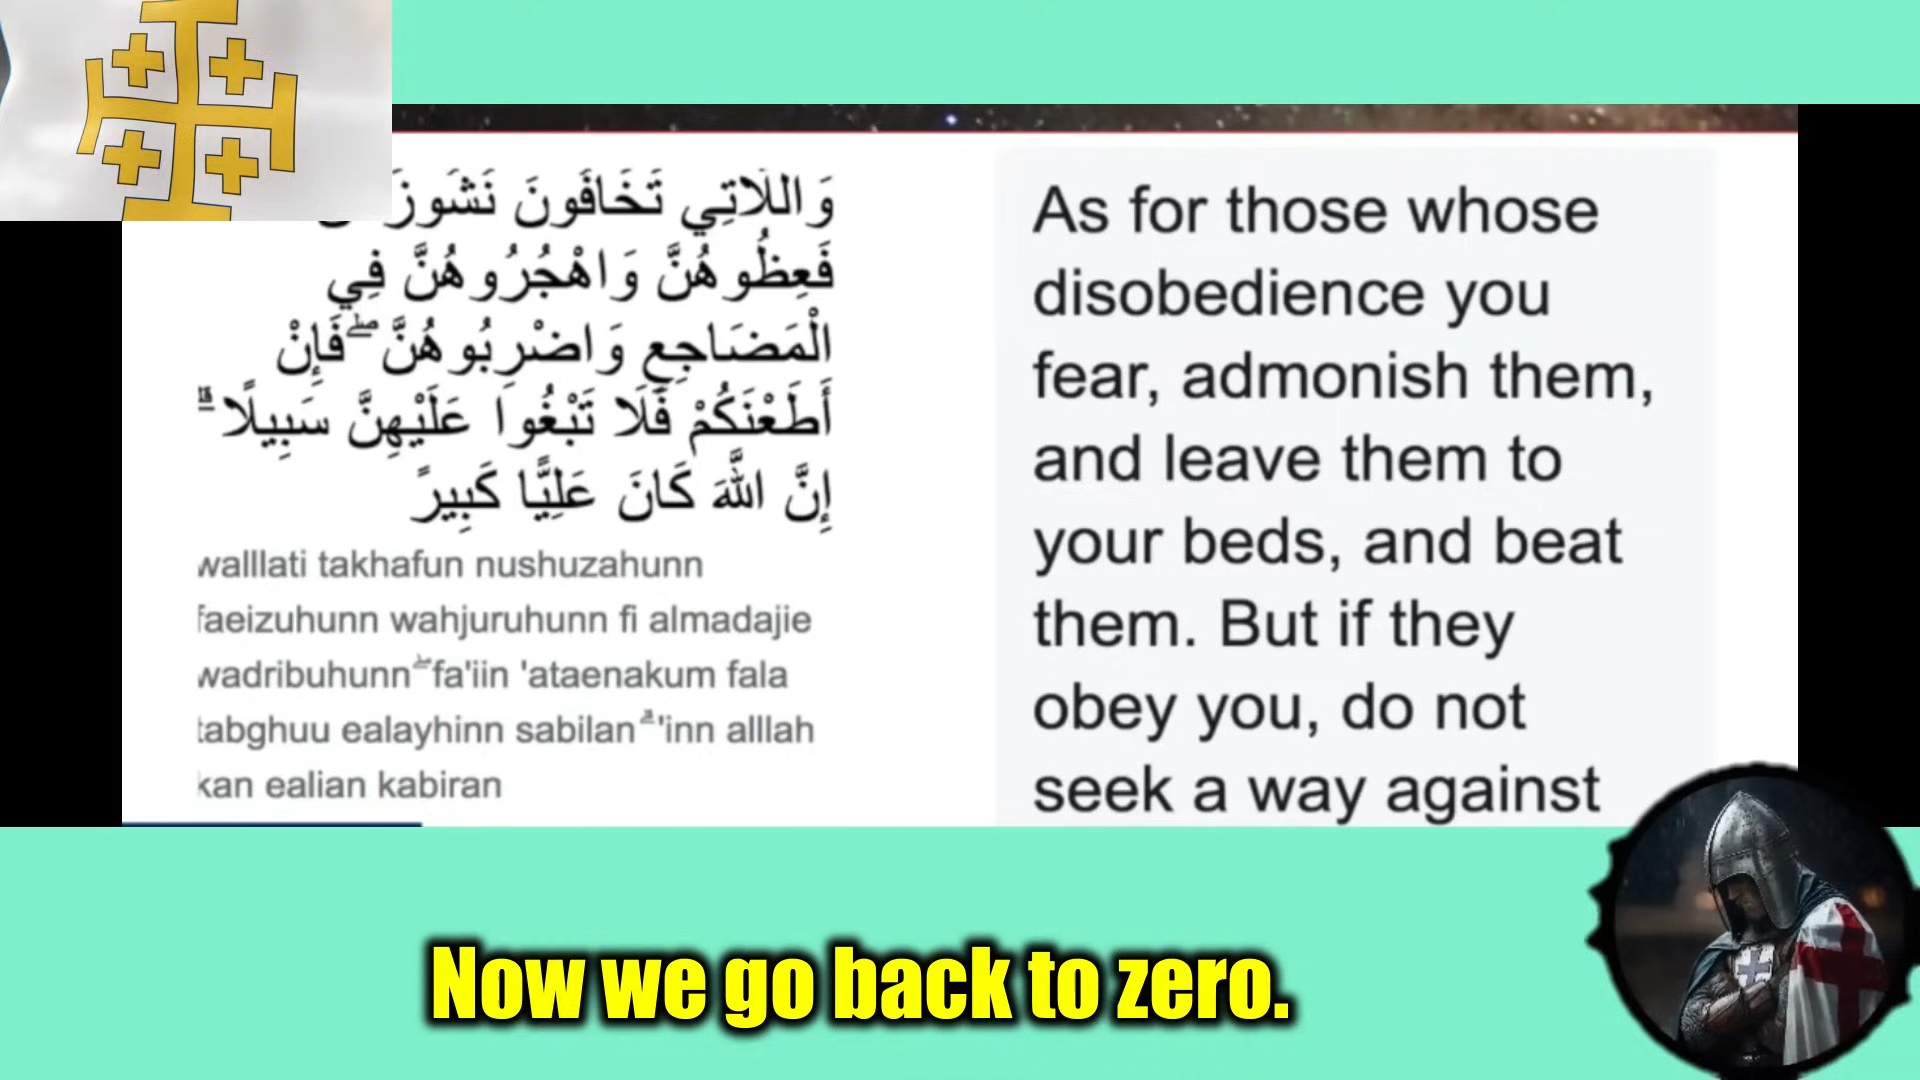 وَاللَّاتِي تَخَافُونَ
فَعِظُوهُنَّ وَاهْجُرُوهُنَّ فِي
الْمَضَاجِعِ وَاضْرِبُوهُنَّ ۖ فَإِنْ
أَطَعْنَكُمْ فَلَا تَبْغُوا عَلَيْهِنَّ سَبِيلًا ۗ
إِنَّ اللَّهَ كَانَ عَلِيًّا كَبِيرً
walllati takhafun nushuzahunn
faeizuhunn wahjuruhunn fi almadajie
wadribuhunn ۖ fa'iin 'ataenakum fala
tabghuu ealayhinn sabilan ۗ 'inn alllah
kan ealian kabiran
As for those whose
disobedience you
fear, admonish them,
and leave them to
your beds, and beat
them. But if they
obey you, do not
seek a way against
Now we go back to zero.